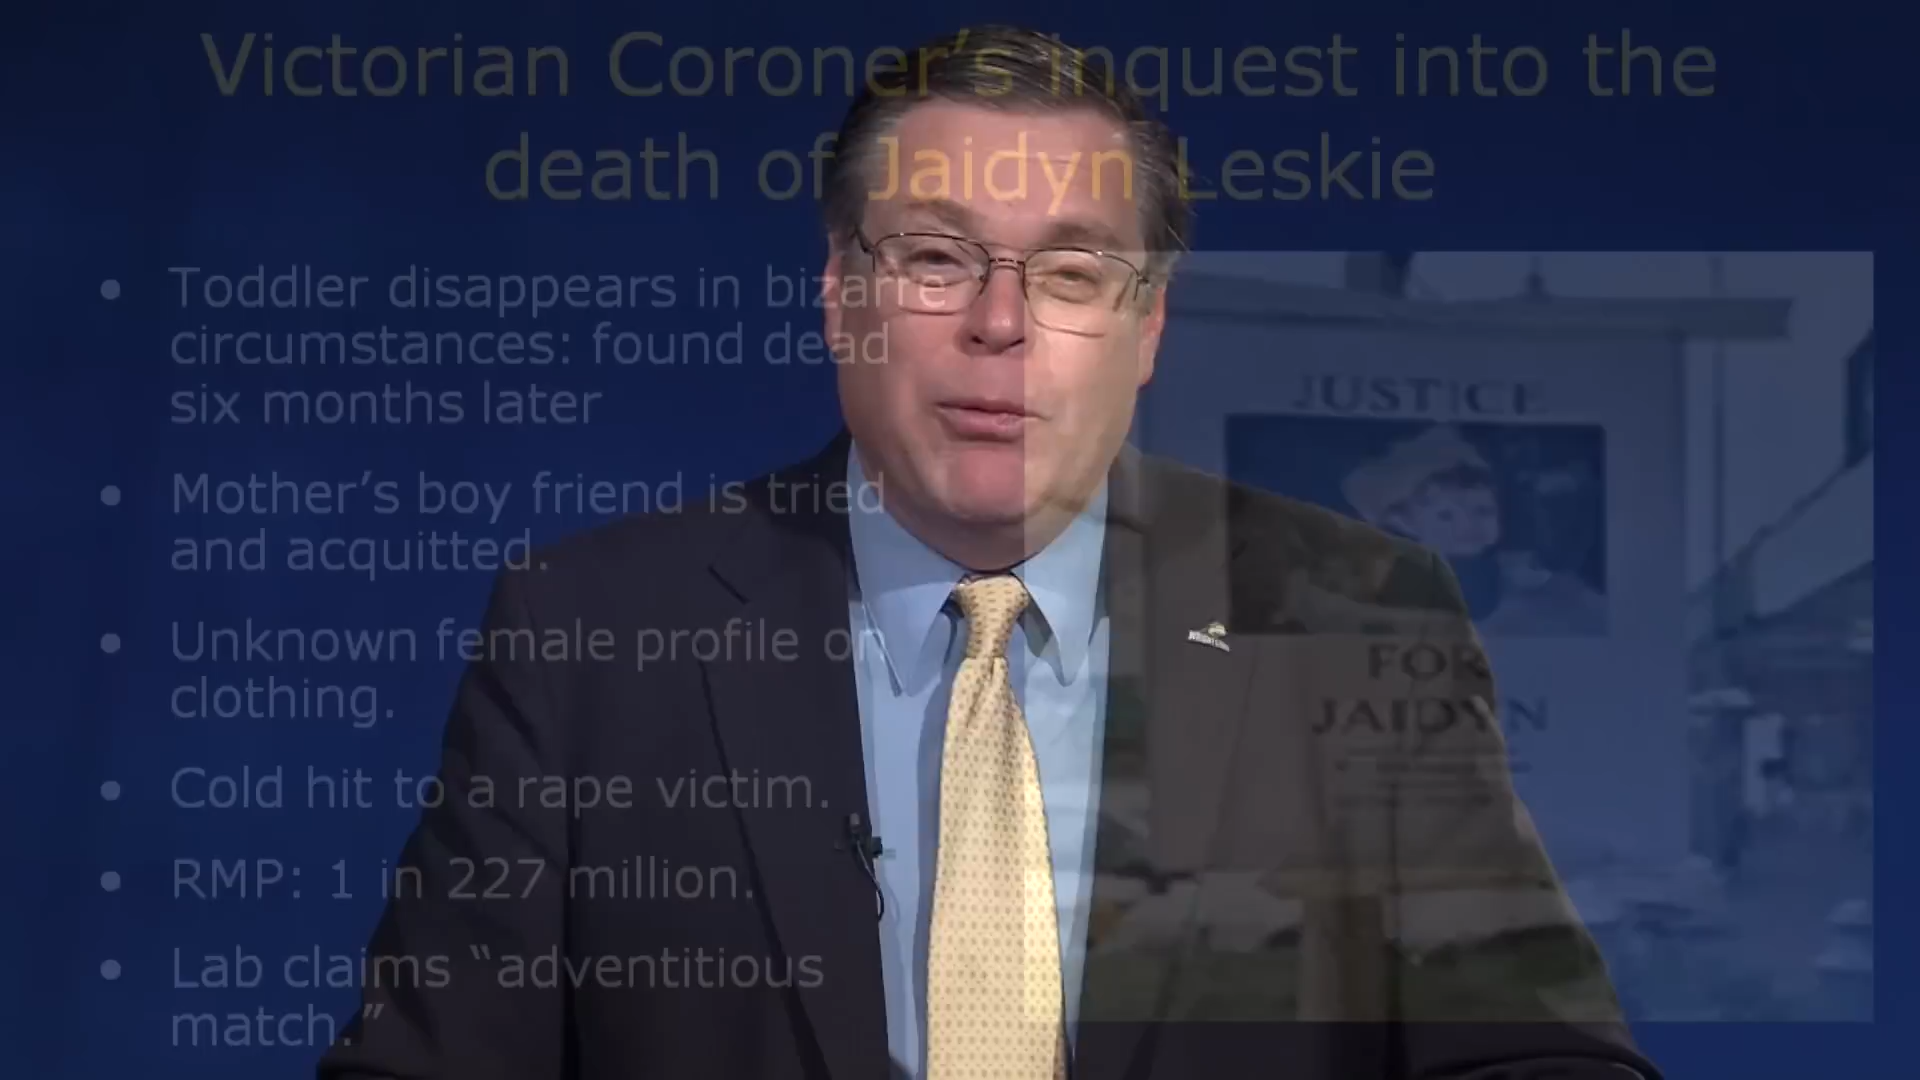 Victorian Coroner's inquest into the
death of Jaidyn Leskie
• Toddler disappears in bizarre
circumstances: found dead
six months later
• Mother's boy friend is tried
and acquitted.
• Unknown female profile on
clothing.
• Cold hit to a rape victim.
• RMP: 1 in 227 million.
• Lab claims “adventitious
match.”
JUSTICE
FOR
JAIDYN